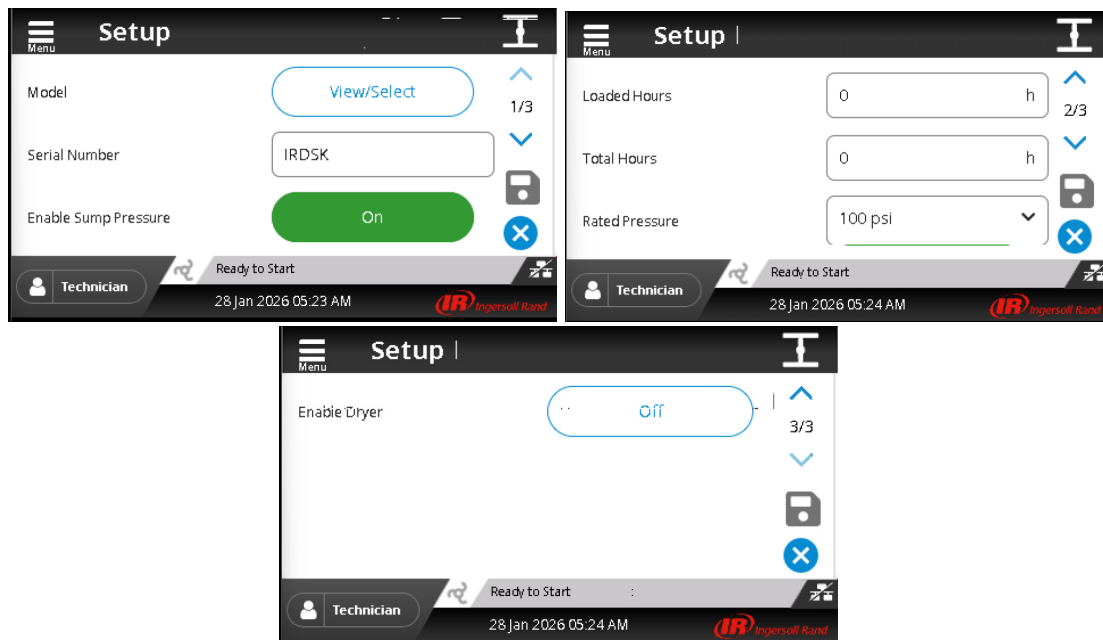 Setup
Menu
Model
View/Select
1/3
Serial Number
IRDSK
Enable Sump Pressure
On
Ready to Start
Technician
28 Jan 2026 05:23 AM
IR Ingersoll Rand
Setup
Menu
Loaded Hours
0 h
2/3
Total Hours
0 h
Rated Pressure
100 psi
Ready to Start
Technician
28 Jan 2026 05:24 AM
IR Ingersoll Rand
Setup
Menu
Enable Dryer
Off
3/3
Ready to Start
Technician
28 Jan 2026 05:24 AM
IR Ingersoll Rand